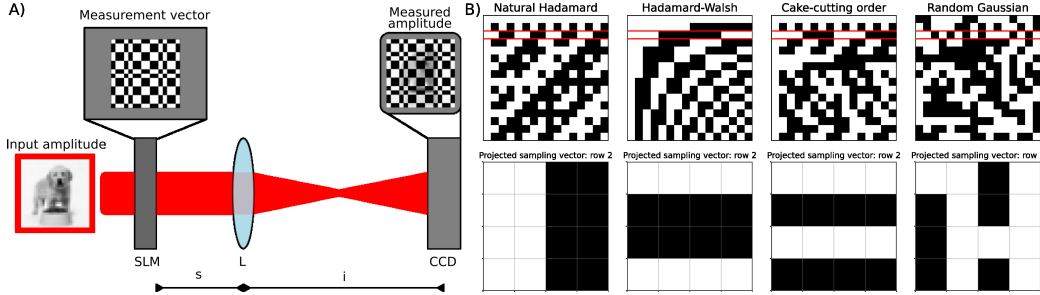 A)
Measurement vector
Measured
amplitude
Input amplitude
SLM
L
CCD
s
i
B)
Natural Hadamard
Hadamard-Walsh
Cake-cutting order
Random Gaussian
Projected sampling vector: row 2
Projected sampling vector: row 2
Projected sampling vector: row 2
Projected sampling vector: row